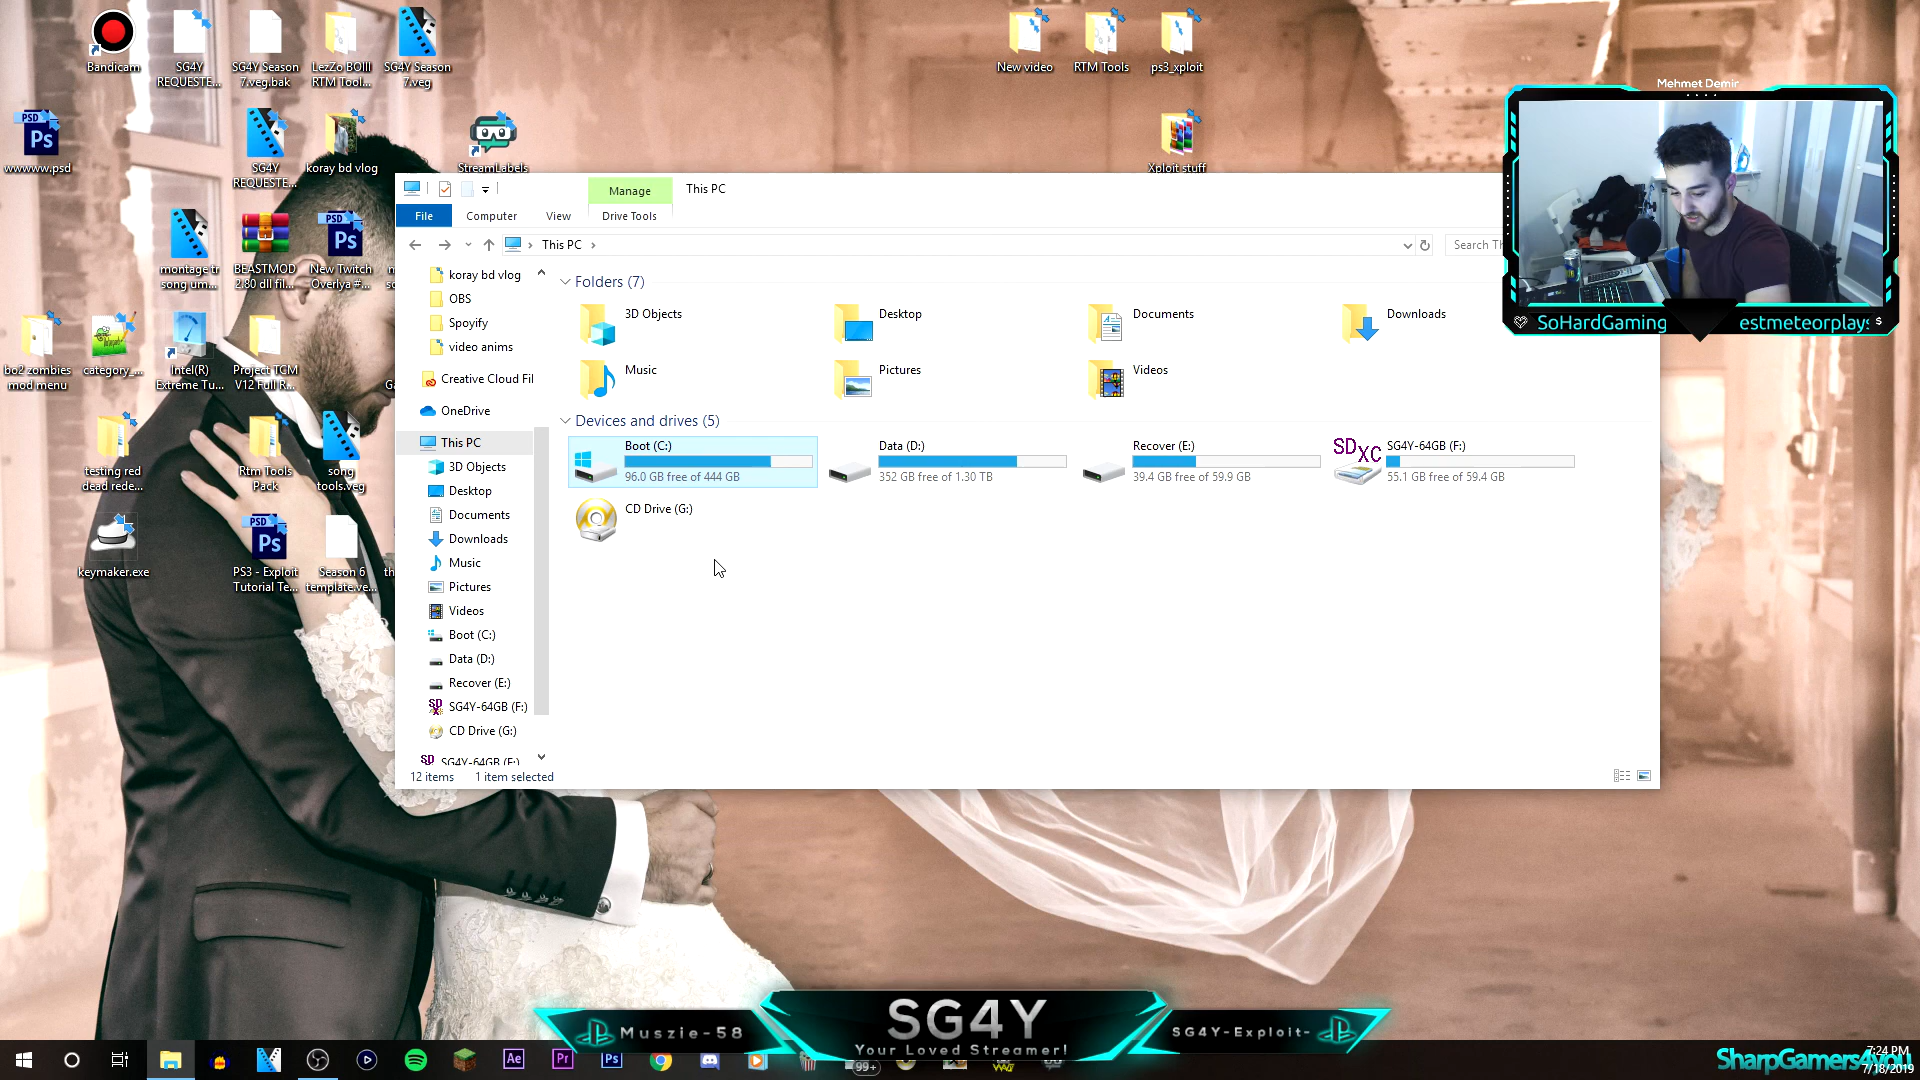 Bandicam
SG4Y
REQUESTE...
SG4Y Season
7.veg.bak
LezZo BOIII
RTM Tool...
SG4Y Season
7.veg
New video
RTM Tools
ps3_xploit
wwwww.psd
SG4Y
REQUESTE...
koray bd vlog
StreamLabels
Xploit stuff
Mehmet Demir
SoHardGaming
estmeteorplays
montage tr
song um...
BEASTMOD
2.80 dll fil...
New Twitch
Overlya #...
bo2 zombies
mod menu
category_...
Intel(R)
Extreme Tu...
Project TCM
V12 Full R...
testing red
dead rede...
Rtm Tools
Pack
song
tools.veg
keymaker.exe
PS3 - Exploit
Tutorial Te...
Season 6
template.ve...
Manage
This PC
File
Computer
View
Drive Tools
This PC
Search Th
koray bd vlog
OBS
Spoyify
video anims
Creative Cloud Fil
OneDrive
This PC
3D Objects
Desktop
Documents
Downloads
Music
Pictures
Videos
Boot (C:)
Data (D:)
Recover (E:)
SG4Y-64GB (F:)
CD Drive (G:)
SG4Y-64GB (F:)
Folders (7)
3D Objects
Desktop
Documents
Downloads
Music
Pictures
Videos
Devices and drives (5)
Boot (C:)
96.0 GB free of 444 GB
Data (D:)
352 GB free of 1.30 TB
Recover (E:)
39.4 GB free of 59.9 GB
SDXC
SG4Y-64GB (F:)
55.1 GB free of 59.4 GB
CD Drive (G:)
12 items
1 item selected
Muszie-58
SG4Y
Your Loved Streamer!
SG4Y-Exploit-
99+
SharpGamers4you
7:24 PM
7/18/2019